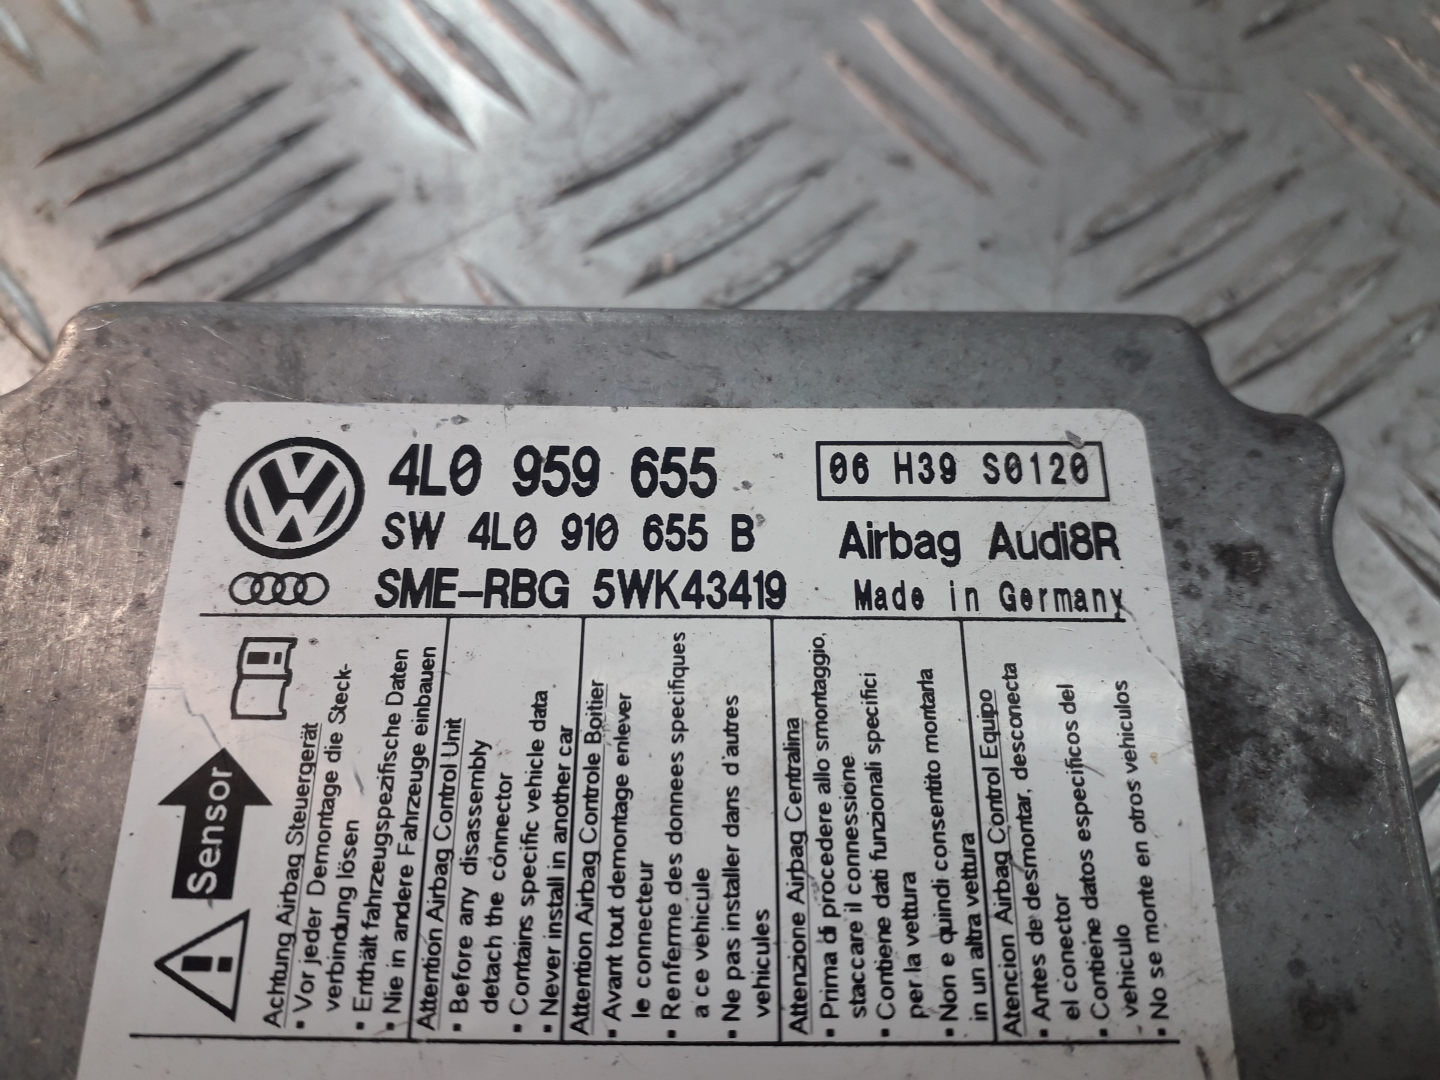 4L0 959 655
06 H39 S0120
SW 4L0 910 655 B
Airbag Audi8R
SME-RBG 5WK43419
Made in Germany
Sensor
Achtung Airbag Steuergerät
• Vor jeder Demontage die Steck-
verbindung lösen
• Enthält fahrzeugspezifische Daten
• Nie in andere Fahrzeuge einbauen
Attention Airbag Control Unit
• Before any disassembly
detach the connector
• Contains specific vehicle data
• Never install in another car
Attention Airbag Controle Boitier
• Avant tout demontage enlever
le connecteur
• Renferme des donnees specifiques
a ce vehicule
• Ne pas installer dans d'autres
vehicules
Attenzione Airbag Centralina
• Prima di procedere allo smontaggio,
staccare il connessione
• Contiene dati funzionali specifici
per la vettura
• Non e quindi consentito montarla
in un altra vettura
Atencion Airbag Control Equipo
• Antes de desmontar, desconecta
el conector
• Contiene datos especificos del
vehiculo
• No se monte en otros vehiculos